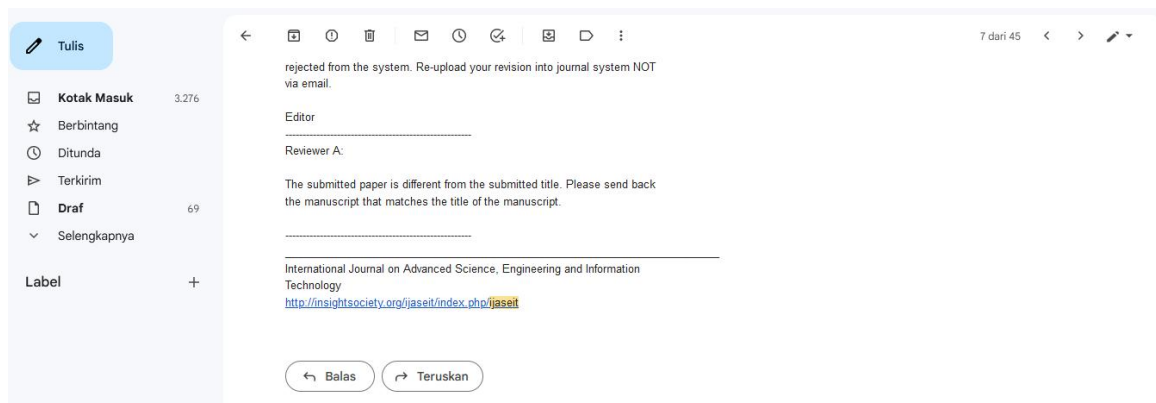 Tulis
7 dari 45
Kotak Masuk 3.276
Berbintang
Ditunda
Terkirim
Draf 69
Selengkapnya
Label +
rejected from the system. Re-upload your revision into journal system NOT
via email.
Editor
------------------------------------------------------
Reviewer A:
The submitted paper is different from the submitted title. Please send back
the manuscript that matches the title of the manuscript.
------------------------------------------------------
________________________________________________________________________
International Journal on Advanced Science, Engineering and Information
Technology
http://insightsociety.org/ijaseit/index.php/ijaseit
Balas
Teruskan